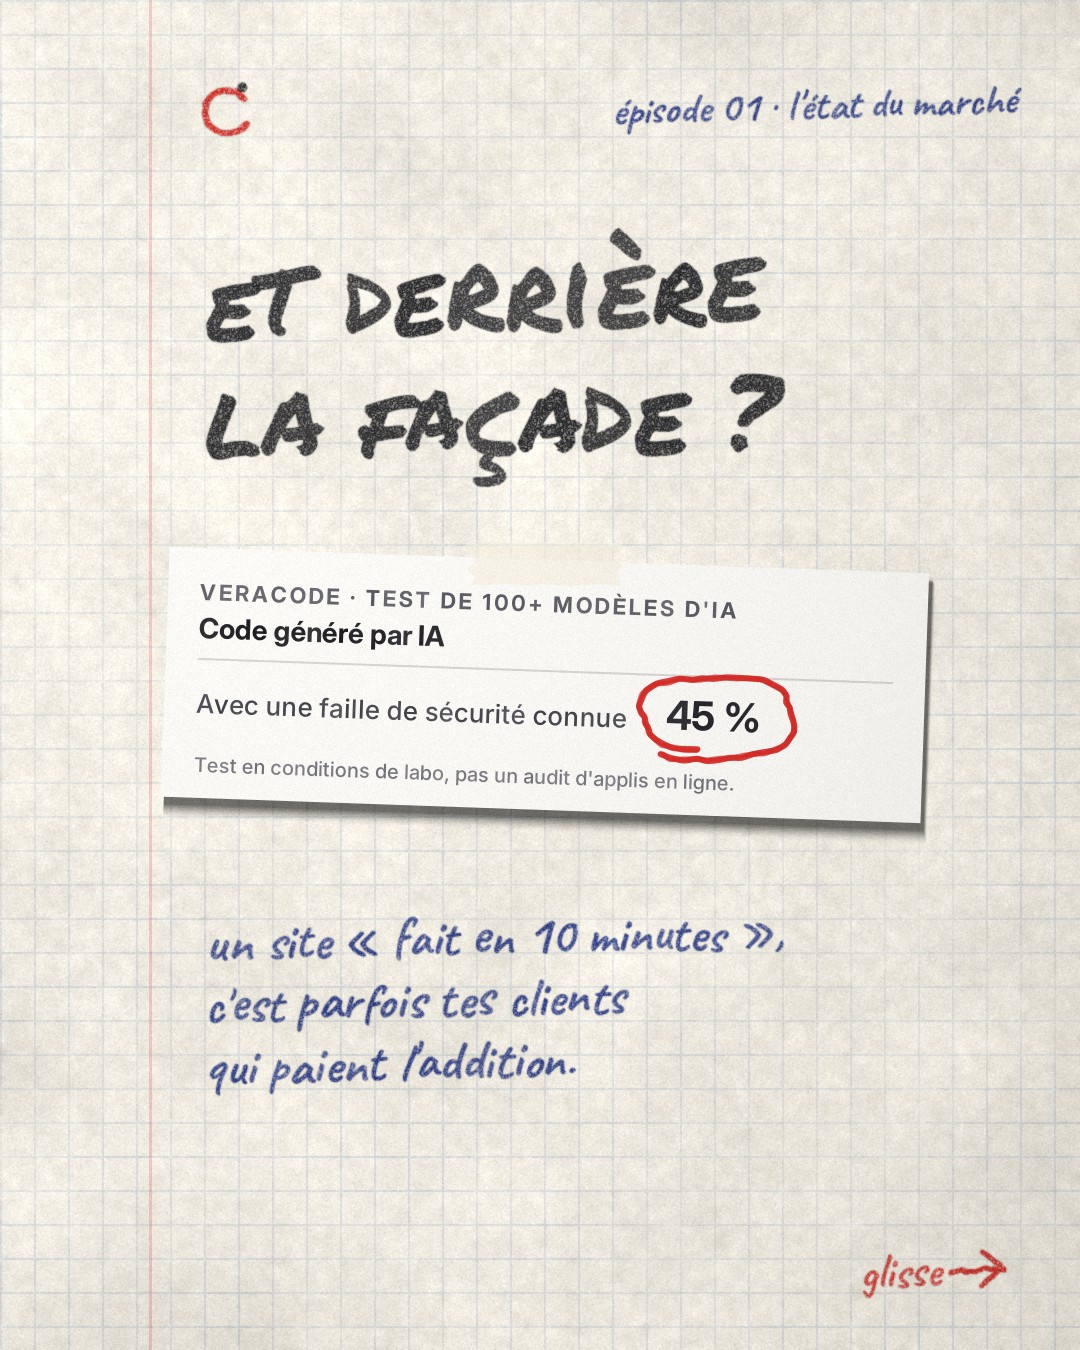 C
épisode 01 · l'état du marché
ET DERRIÈRE
LA FAÇADE ?
VERACODE · TEST DE 100+ MODÈLES D'IA
Code généré par IA
Avec une faille de sécurité connue 45 %
Test en conditions de labo, pas un audit d'applis en ligne.
un site « fait en 10 minutes »,
c'est parfois tes clients
qui paient l'addition.
glisse